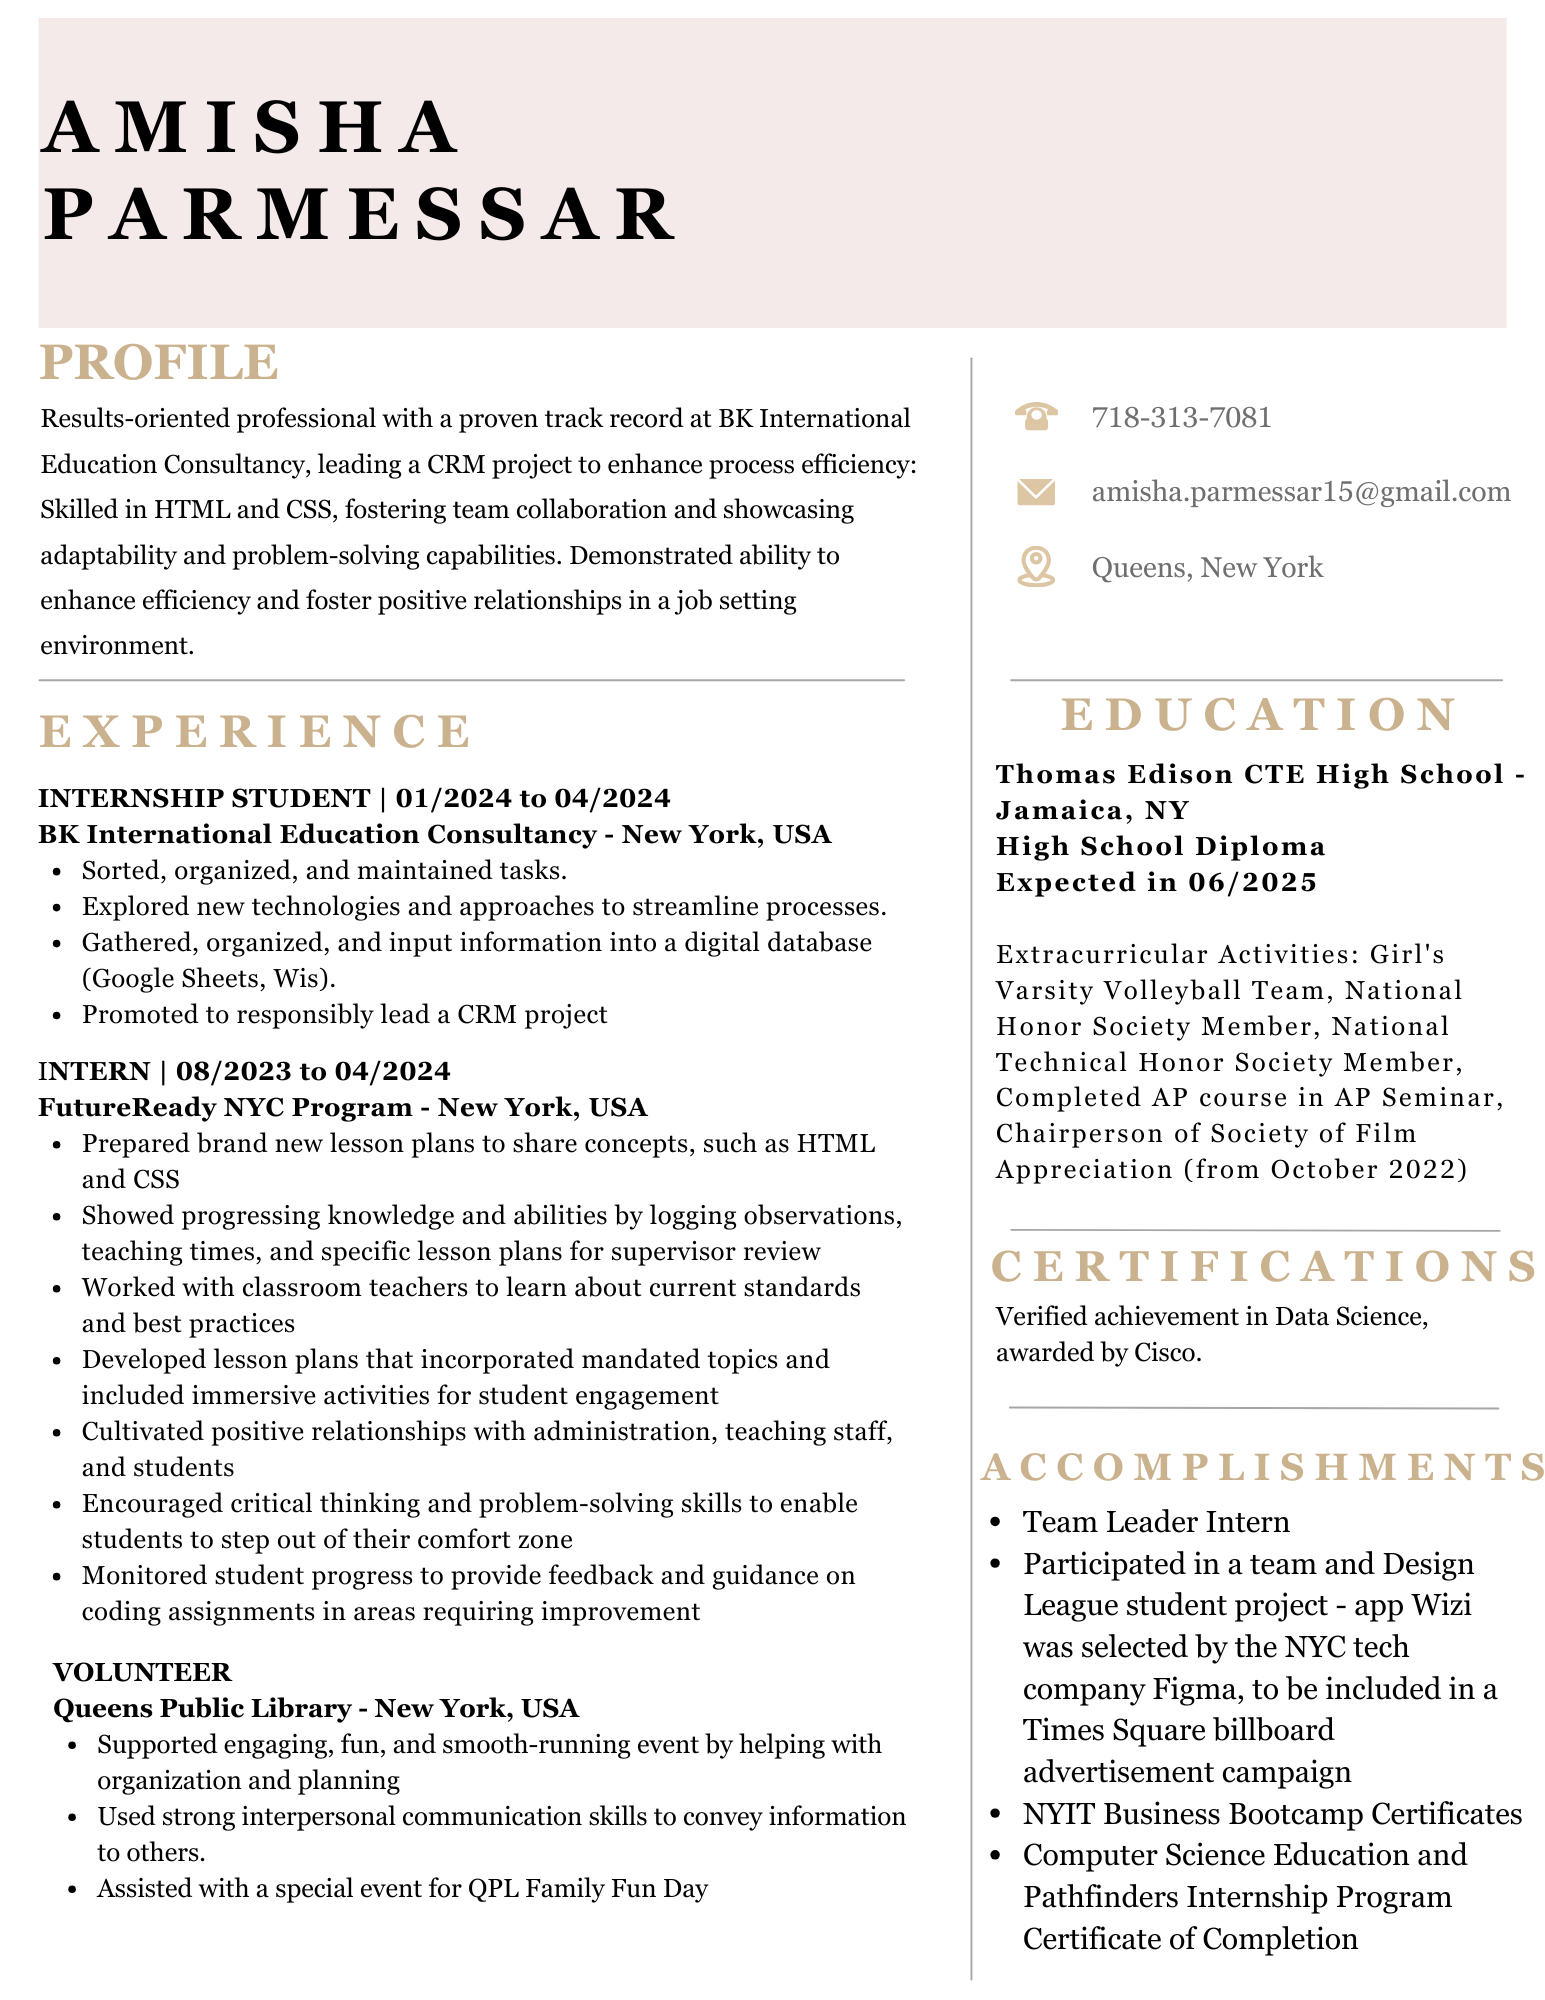 AMISHA
PARMESSAR
PROFILE
Results-oriented professional with a proven track record at BK International
Education Consultancy, leading a CRM project to enhance process efficiency:
Skilled in HTML and CSS, fostering team collaboration and showcasing
adaptability and problem-solving capabilities. Demonstrated ability to
enhance efficiency and foster positive relationships in a job setting
environment.
EXPERIENCE
INTERNSHIP STUDENT | 01/2024 to 04/2024
BK International Education Consultancy - New York, USA
• Sorted, organized, and maintained tasks.
• Explored new technologies and approaches to streamline processes.
• Gathered, organized, and input information into a digital database
(Google Sheets, Wis).
• Promoted to responsibly lead a CRM project
INTERN | 08/2023 to 04/2024
FutureReady NYC Program - New York, USA
• Prepared brand new lesson plans to share concepts, such as HTML
and CSS
• Showed progressing knowledge and abilities by logging observations,
teaching times, and specific lesson plans for supervisor review
• Worked with classroom teachers to learn about current standards
and best practices
• Developed lesson plans that incorporated mandated topics and
included immersive activities for student engagement
• Cultivated positive relationships with administration, teaching staff,
and students
• Encouraged critical thinking and problem-solving skills to enable
students to step out of their comfort zone
• Monitored student progress to provide feedback and guidance on
coding assignments in areas requiring improvement
VOLUNTEER
Queens Public Library - New York, USA
• Supported engaging, fun, and smooth-running event by helping with
organization and planning
• Used strong interpersonal communication skills to convey information
to others.
• Assisted with a special event for QPL Family Fun Day
718-313-7081
amisha.parmessar15@gmail.com
Queens, New York
EDUCATION
Thomas Edison CTE High School -
Jamaica, NY
High School Diploma
Expected in 06/2025
Extracurricular Activities: Girl's
Varsity Volleyball Team, National
Honor Society Member, National
Technical Honor Society Member,
Completed AP course in AP Seminar,
Chairperson of Society of Film
Appreciation (from October 2022)
CERTIFICATIONS
Verified achievement in Data Science,
awarded by Cisco.
ACCOMPLISHMENTS
• Team Leader Intern
• Participated in a team and Design
League student project - app Wizi
was selected by the NYC tech
company Figma, to be included in a
Times Square billboard
advertisement campaign
• NYIT Business Bootcamp Certificates
• Computer Science Education and
Pathfinders Internship Program
Certificate of Completion